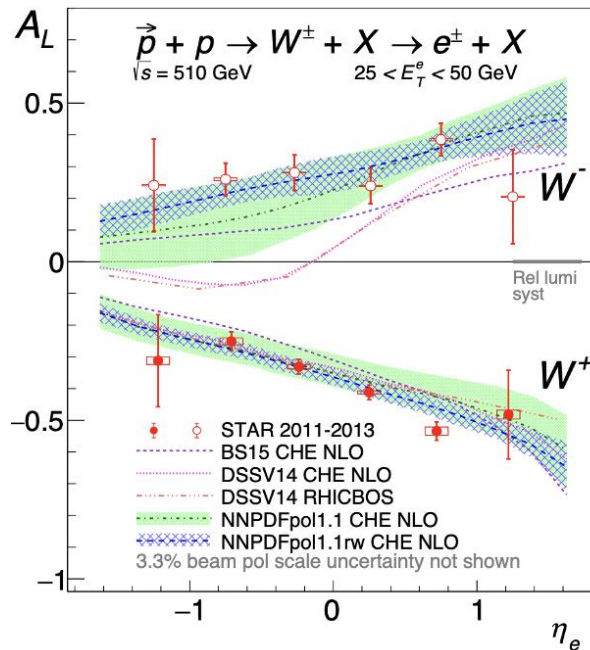 A_L
p⃗ + p → W± + X → e± + X
√s = 510 GeV 25 < E_T^e < 50 GeV
0.5
W⁻
0
Rel lumi
syst
W⁺
−0.5
STAR 2011-2013
BS15 CHE NLO
DSSV14 CHE NLO
DSSV14 RHICBOS
NNPDFpol1.1 CHE NLO
NNPDFpol1.1rw CHE NLO
3.3% beam pol scale uncertainty not shown
−1
−1 0 1
η_e